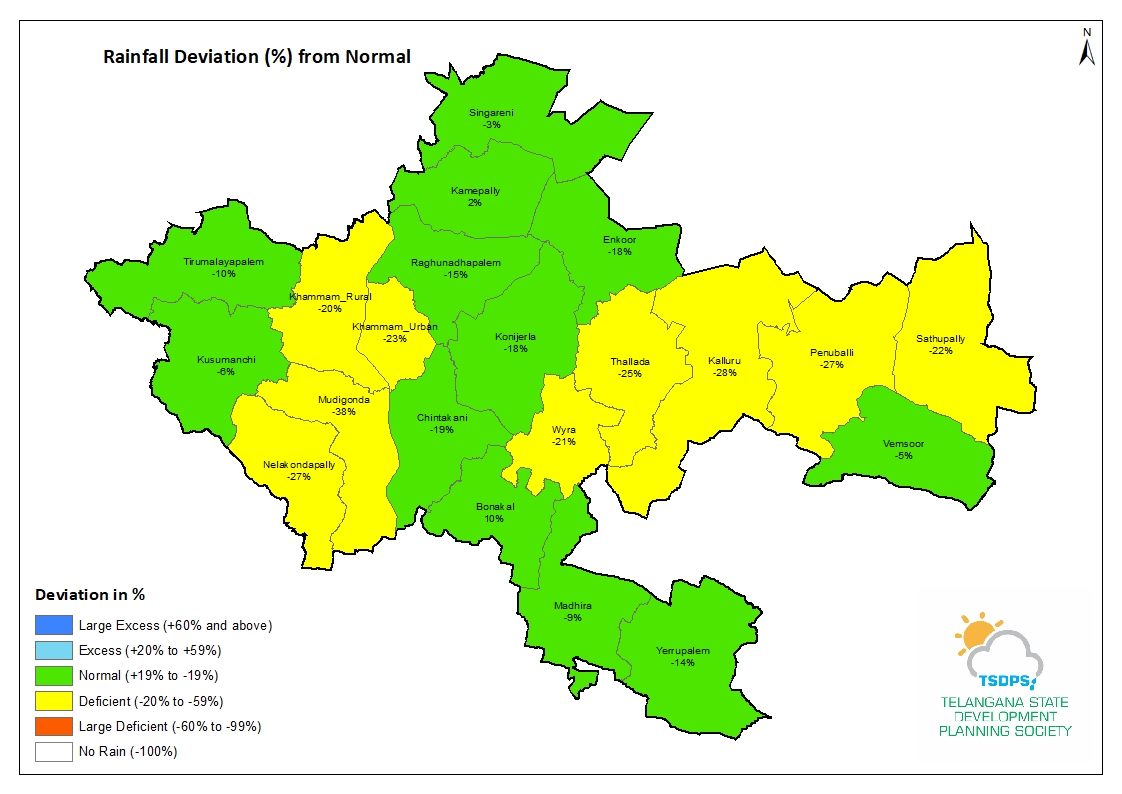 Rainfall Deviation (%) from Normal
N
Singareni
-3%
Kamepally
2%
Enkoor
-18%
Tirumalayapalem
-10%
Raghunadhapalem
-15%
Khammam_Rural
-20%
Khammam_Urban
-23%
Konijerla
-18%
Kusumanchi
-6%
Thallada
-25%
Kalluru
-28%
Penuballi
-27%
Sathupally
-22%
Mudigonda
-38%
Chintakani
-19%
Wyra
-21%
Vemsoor
-5%
Nelakondapally
-27%
Bonakal
10%
Madhira
-9%
Yerrupalem
-14%
Deviation in %
Large Excess (+60% and above)
Excess (+20% to +59%)
Normal (+19% to -19%)
Deficient (-20% to -59%)
Large Deficient (-60% to -99%)
No Rain (-100%)
TSDPS
TELANGANA STATE
DEVELOPMENT
PLANNING SOCIETY